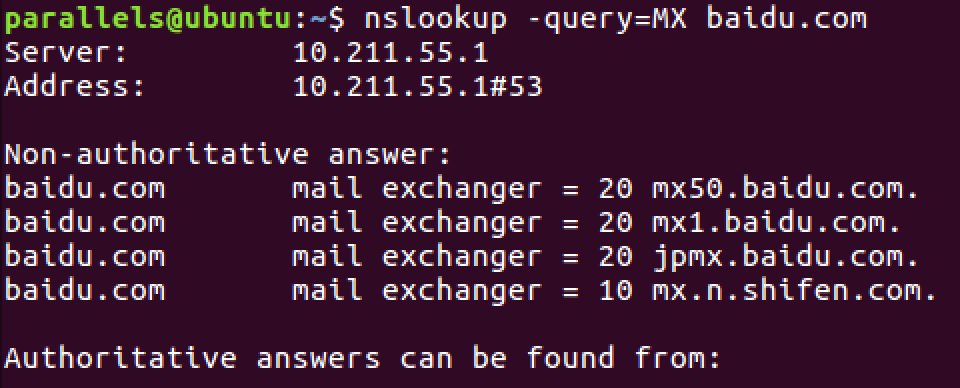 parallels@ubuntu:~$ nslookup -query=MX baidu.com
Server:         10.211.55.1
Address:        10.211.55.1#53
Non-authoritative answer:
baidu.com       mail exchanger = 20 mx50.baidu.com.
baidu.com       mail exchanger = 20 mx1.baidu.com.
baidu.com       mail exchanger = 20 jpmx.baidu.com.
baidu.com       mail exchanger = 10 mx.n.shifen.com.
Authoritative answers can be found from: